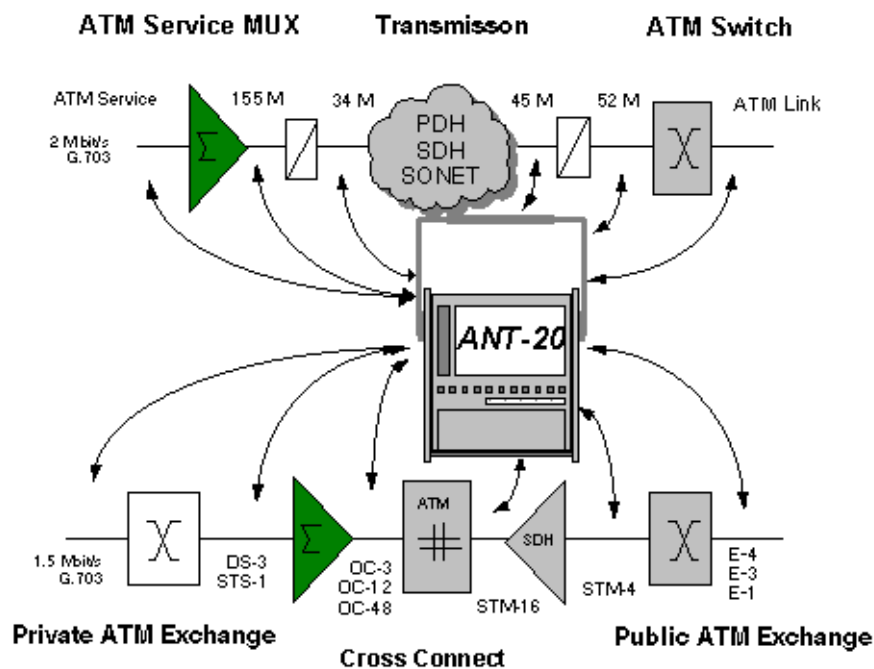 ATM Service MUX
Transmisson
ATM Switch
ATM Service
155 M
34 M
45 M
52 M
ATM Link
2 Mbit/s
G.703
Σ
PDH
SDH
SONET
ANT-20
1.5 Mbit/s
G.703
DS-3
STS-1
Σ
OC-3
OC-12
OC-48
ATM
STM-16
SDH
STM-4
E-4
E-3
E-1
Private ATM Exchange
Cross Connect
Public ATM Exchange